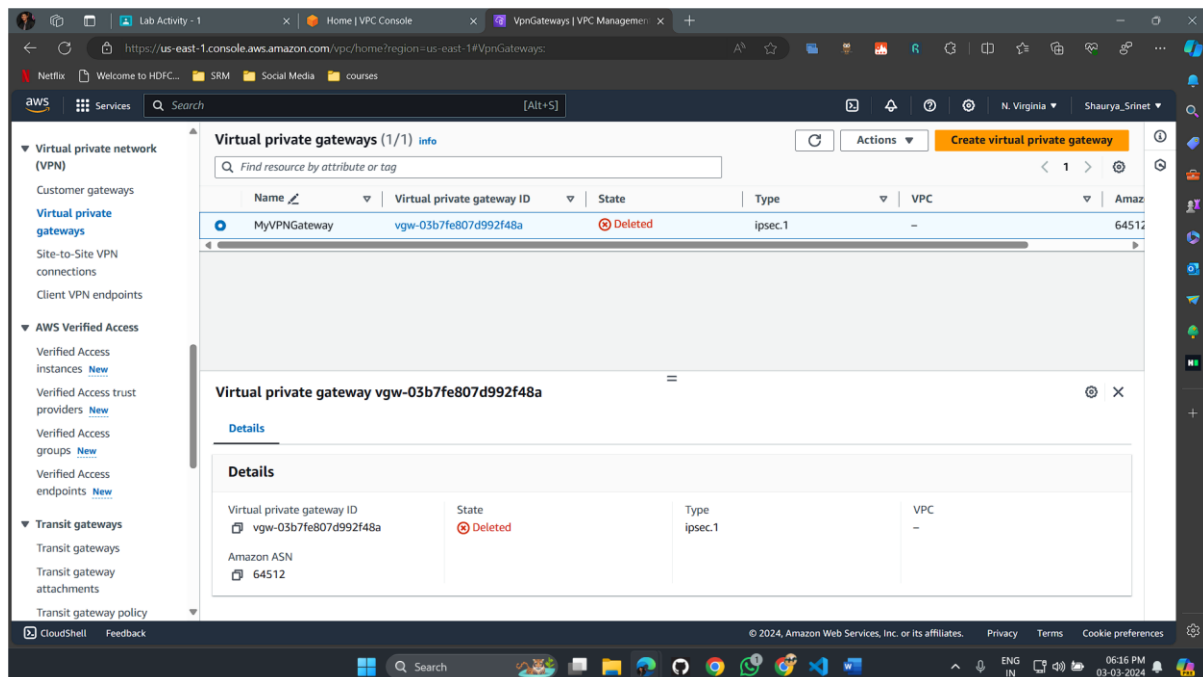 Lab Activity - 1
Home | VPC Console
VpnGateways | VPC Managemen
https://us-east-1.console.aws.amazon.com/vpc/home?region=us-east-1#VpnGateways:
Netflix
Welcome to HDFC...
SRM
Social Media
courses
aws
Services
Search
[Alt+S]
N. Virginia
Shaurya_Srinet
Virtual private network
(VPN)
Customer gateways
Virtual private
gateways
Site-to-Site VPN
connections
Client VPN endpoints
AWS Verified Access
Verified Access
instances New
Verified Access trust
providers New
Verified Access
groups New
Verified Access
endpoints New
Transit gateways
Transit gateways
Transit gateway
attachments
Transit gateway policy
Virtual private gateways (1/1) info
Actions
Create virtual private gateway
Find resource by attribute or tag
1
Name
Virtual private gateway ID
State
Type
VPC
Amaz
MyVPNGateway
vgw-03b7fe807d992f48a
Deleted
ipsec.1
–
64512
Virtual private gateway vgw-03b7fe807d992f48a
Details
Details
Virtual private gateway ID
vgw-03b7fe807d992f48a
State
Deleted
Type
ipsec.1
VPC
–
Amazon ASN
64512
CloudShell
Feedback
© 2024, Amazon Web Services, Inc. or its affiliates.
Privacy
Terms
Cookie preferences
Search
ENG
IN
06:16 PM
03-03-2024